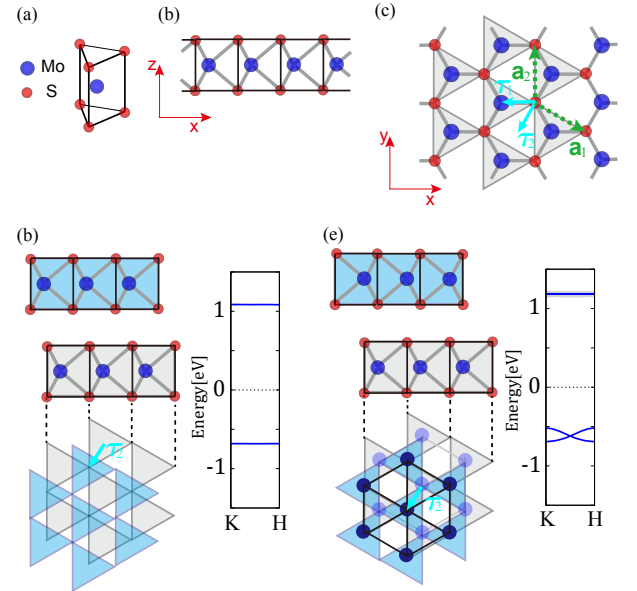 (a)
(b)
(c)
Mo
S
z
x
a₂
τ₁
τ₂
a₁
y
x
(b)
(e)
Energy[eV]
1
0
-1
K H
τ₂
Energy[eV]
1
0
-1
K H
τ₂